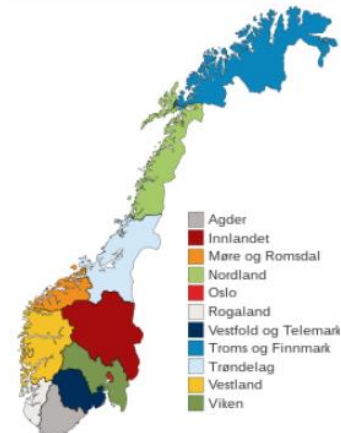 Agder
Innlandet
Møre og Romsdal
Nordland
Oslo
Rogaland
Vestfold og Telemark
Troms og Finnmark
Trøndelag
Vestland
Viken